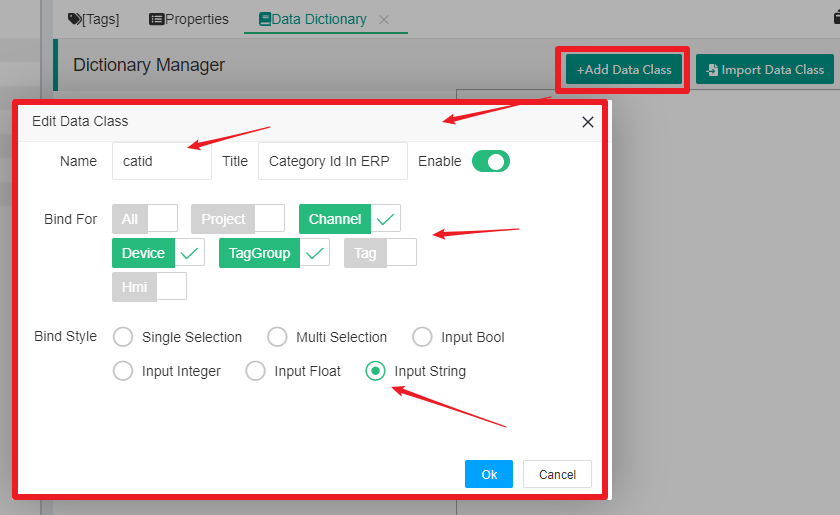 [Tags] Properties Data Dictionary
Dictionary Manager +Add Data Class Import Data Class
Edit Data Class
Name catid Title Category Id In ERP Enable
Bind For All Project Channel
Device TagGroup Tag
Hmi
Bind Style Single Selection Multi Selection Input Bool
Input Integer Input Float Input String
Ok Cancel